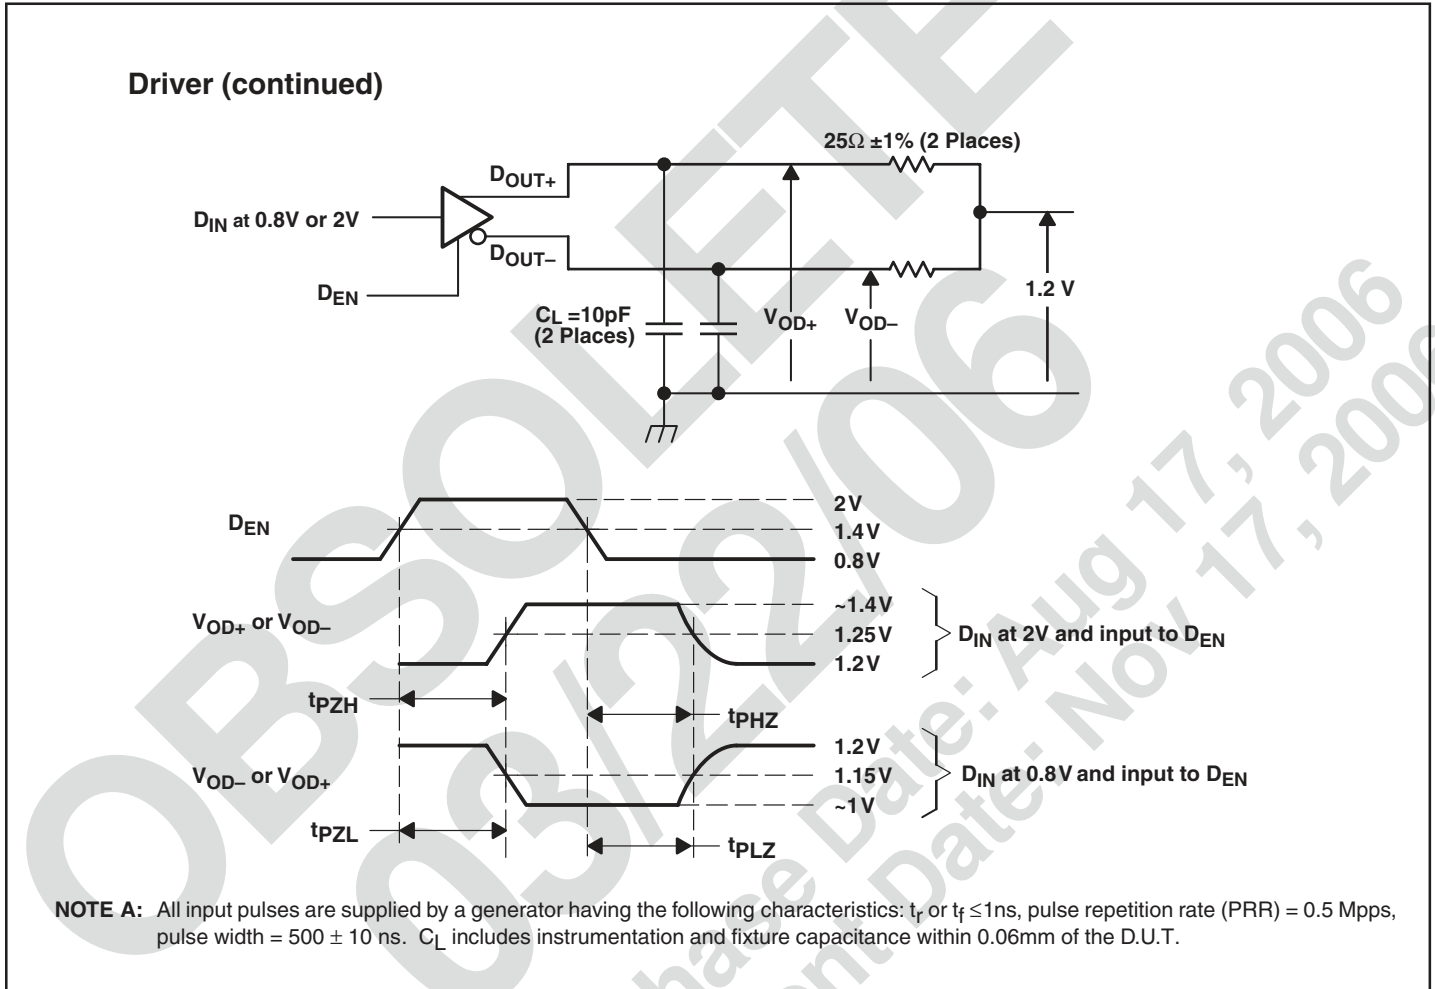 Driver (continued)
25Ω ±1% (2 Places)
DOUT+
DIN at 0.8V or 2V
DOUT–
DEN
1.2 V
CL =10pF
(2 Places)
VOD+
VOD–
2V
DEN
1.4V
0.8V
~1.4V
VOD+ or VOD–
1.25V
DIN at 2V and input to DEN
1.2V
tPZH
tPHZ
1.2V
VOD– or VOD+
1.15V
DIN at 0.8V and input to DEN
~1V
tPZL
tPLZ
NOTE A: All input pulses are supplied by a generator having the following characteristics: tr or tf ≤1ns, pulse repetition rate (PRR) = 0.5 Mpps,
pulse width = 500 ± 10 ns. CL includes instrumentation and fixture capacitance within 0.06mm of the D.U.T.
OBSOLETE
03/22/06
hase Date: Aug 17, 2006
ent Date: Nov 17, 2006